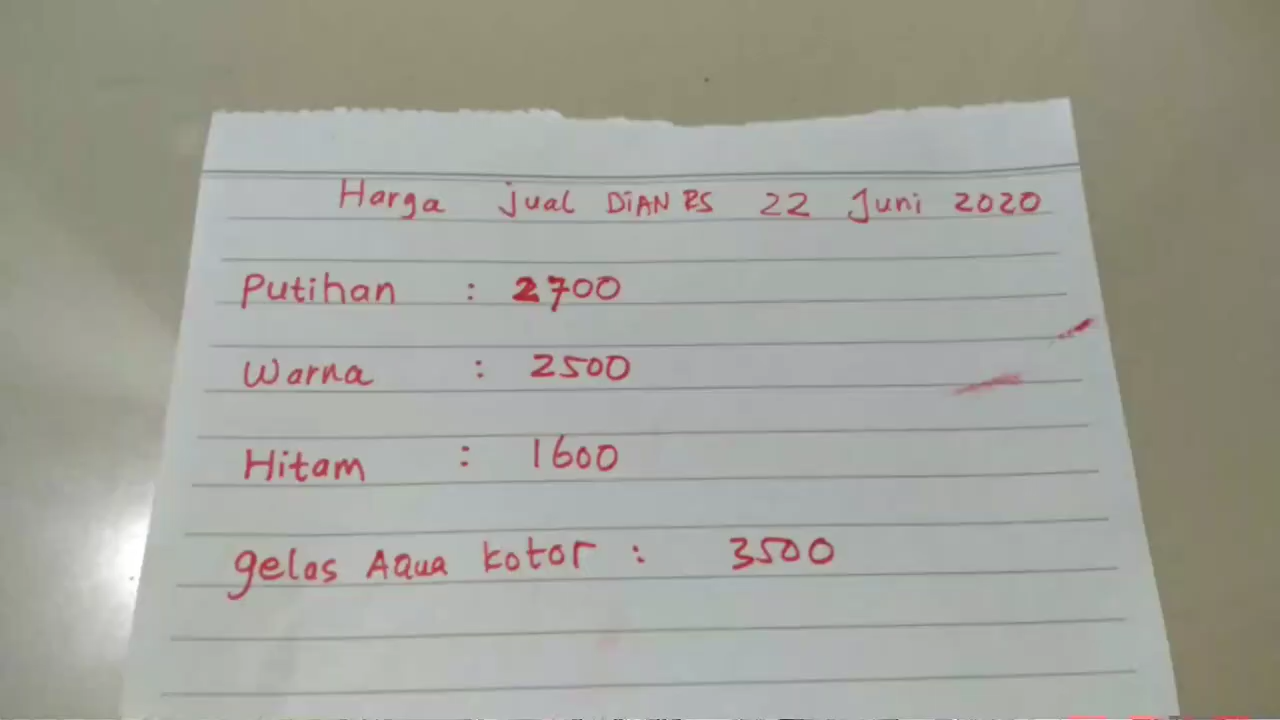 Harga jual DiAN RS 22 Juni 2020
Putihan : 2700
Warna : 2500
Hitam : 1600
gelas Aqua kotor : 3500